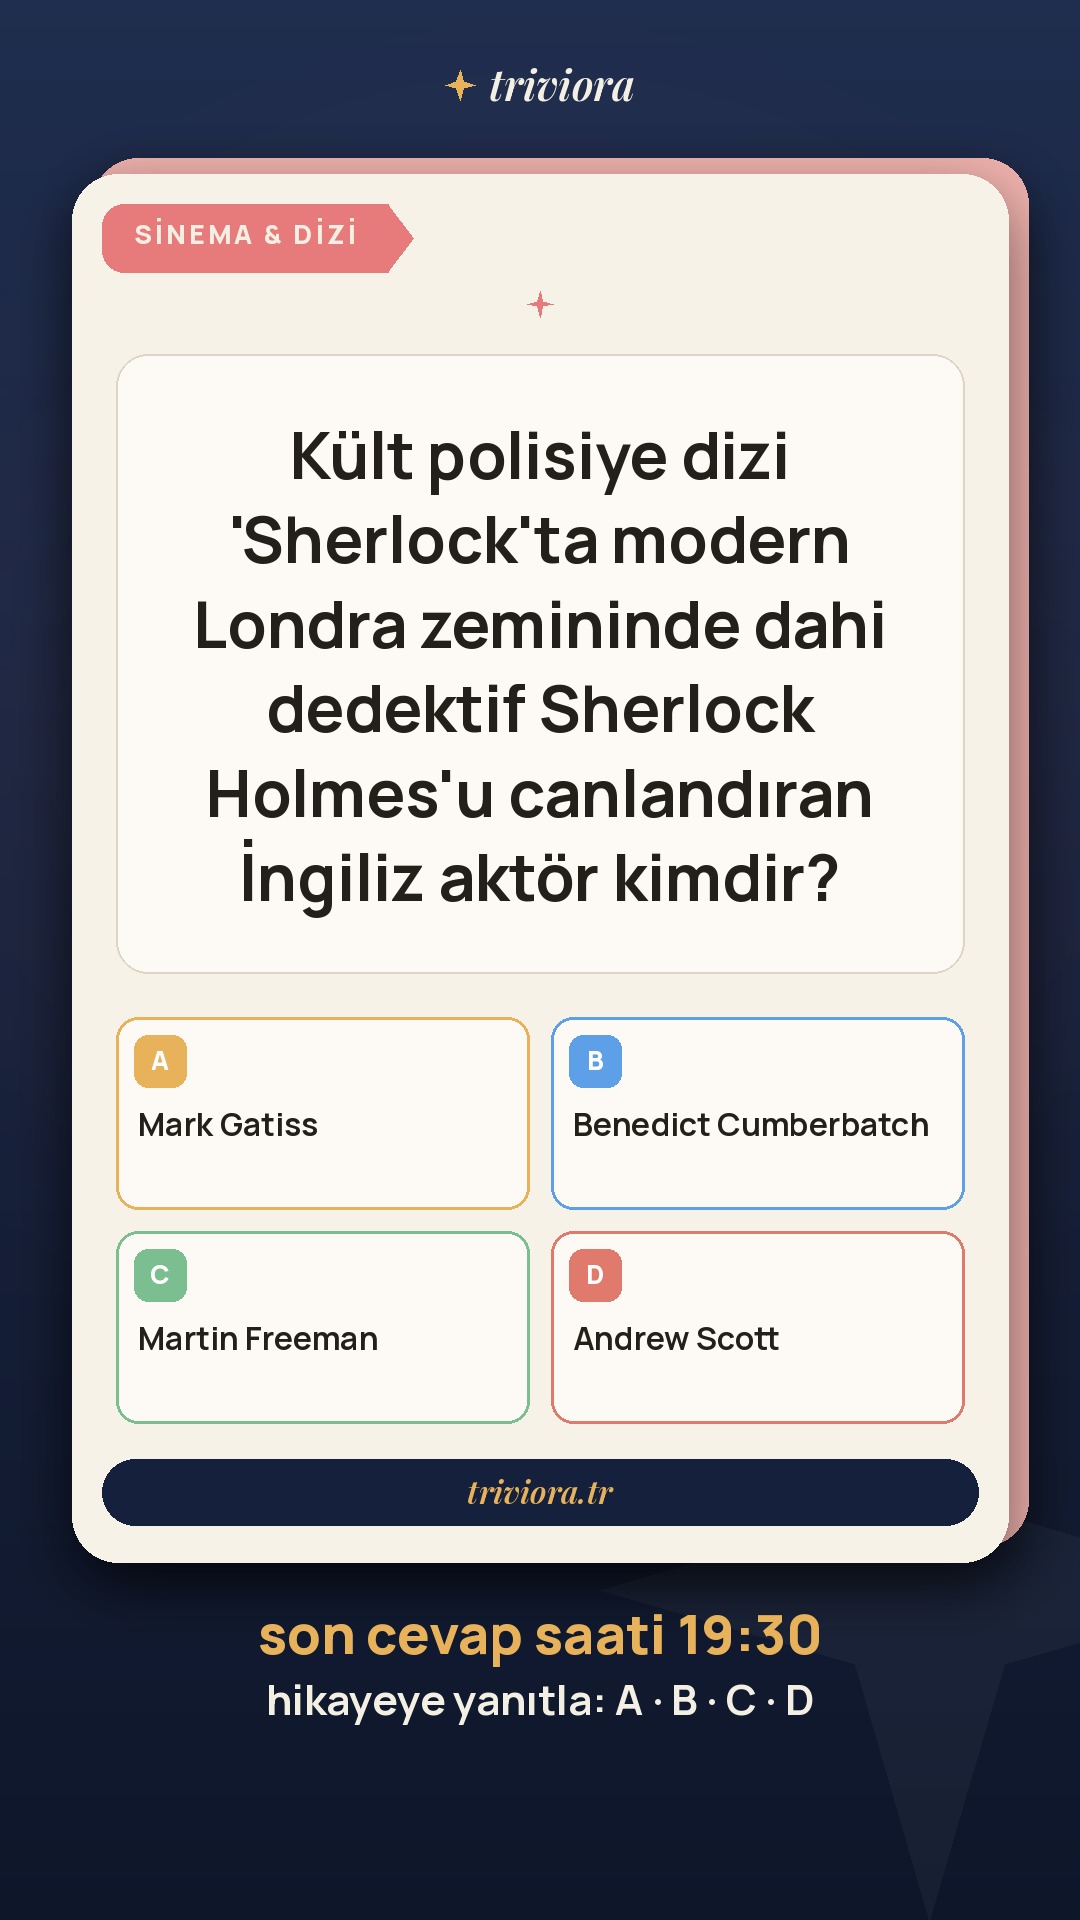 triviora
SİNEMA & DİZİ
Kült polisiye dizi
'Sherlock'ta modern
Londra zemininde dahi
dedektif Sherlock
Holmes'u canlandıran
İngiliz aktör kimdir?
A
Mark Gatiss
B
Benedict Cumberbatch
C
Martin Freeman
D
Andrew Scott
triviora.tr
son cevap saati 19:30
hikayeye yanıtla: A · B · C · D